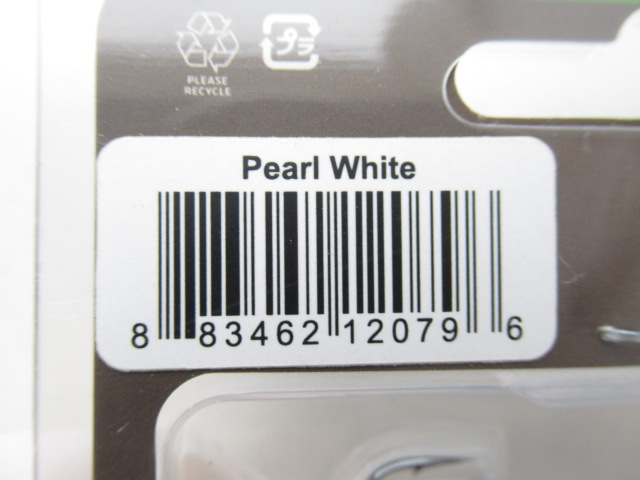 PLEASE
RECYCLE
プラ
Pearl White
8 83462 12079 6